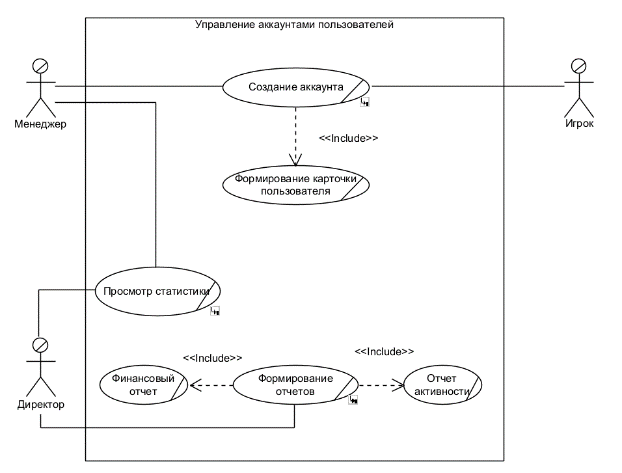 Управление аккаунтами пользователей
Создание аккаунта
Менеджер
Игрок
<<Include>>
Формирование карточки
пользователя
Просмотр статистики
<<Include>>
<<Include>>
Финансовый
отчет
Формирование
отчетов
Отчет
активности
Директор